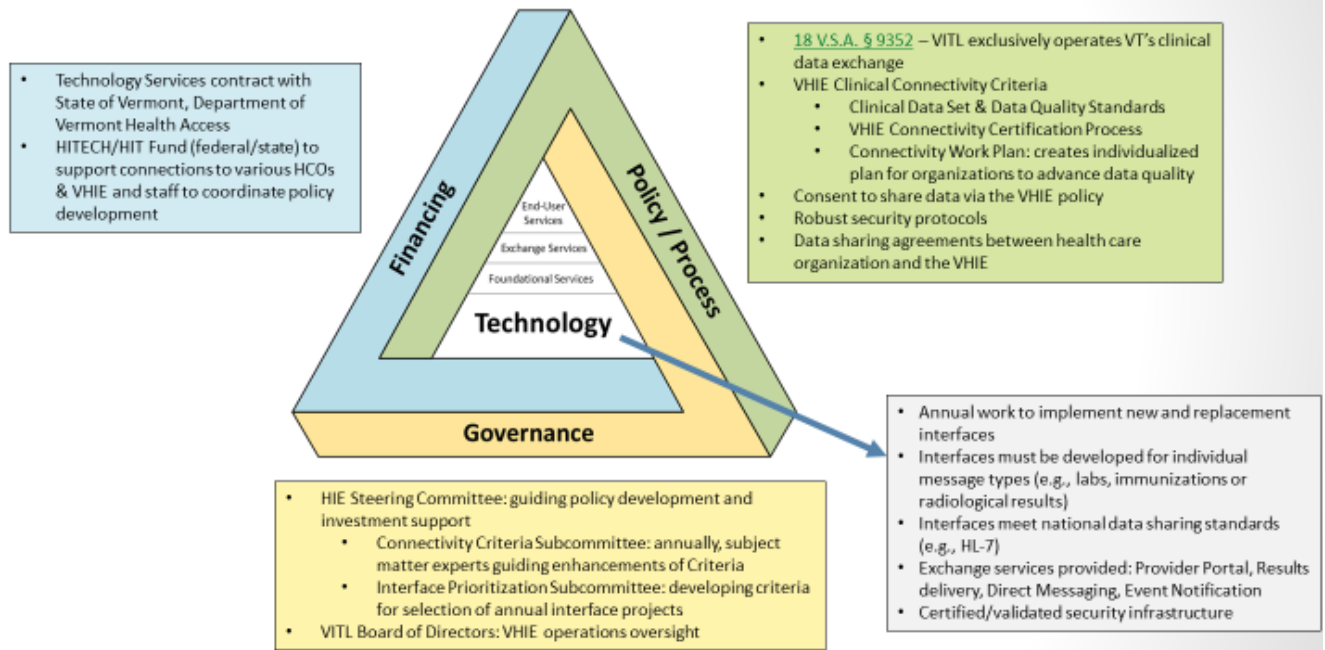 • Technology Services contract with
State of Vermont, Department of
Vermont Health Access
• HITECH/HIT Fund (federal/state) to
support connections to various HCOs
& VHIE and staff to coordinate policy
development
Financing
Policy / Process
End-User
Services
Exchange Services
Foundational Services
Technology
Governance
• 18 V.S.A. § 9352 – VITL exclusively operates VT's clinical
data exchange
• VHIE Clinical Connectivity Criteria
• Clinical Data Set & Data Quality Standards
• VHIE Connectivity Certification Process
• Connectivity Work Plan: creates individualized
plan for organizations to advance data quality
• Consent to share data via the VHIE policy
• Robust security protocols
• Data sharing agreements between health care
organization and the VHIE
• HIE Steering Committee: guiding policy development and
investment support
• Connectivity Criteria Subcommittee: annually, subject
matter experts guiding enhancements of Criteria
• Interface Prioritization Subcommittee: developing criteria
for selection of annual interface projects
• VITL Board of Directors: VHIE operations oversight
• Annual work to implement new and replacement
interfaces
• Interfaces must be developed for individual
message types (e.g., labs, immunizations or
radiological results)
• Interfaces meet national data sharing standards
(e.g., HL-7)
• Exchange services provided: Provider Portal, Results
delivery, Direct Messaging, Event Notification
• Certified/validated security infrastructure